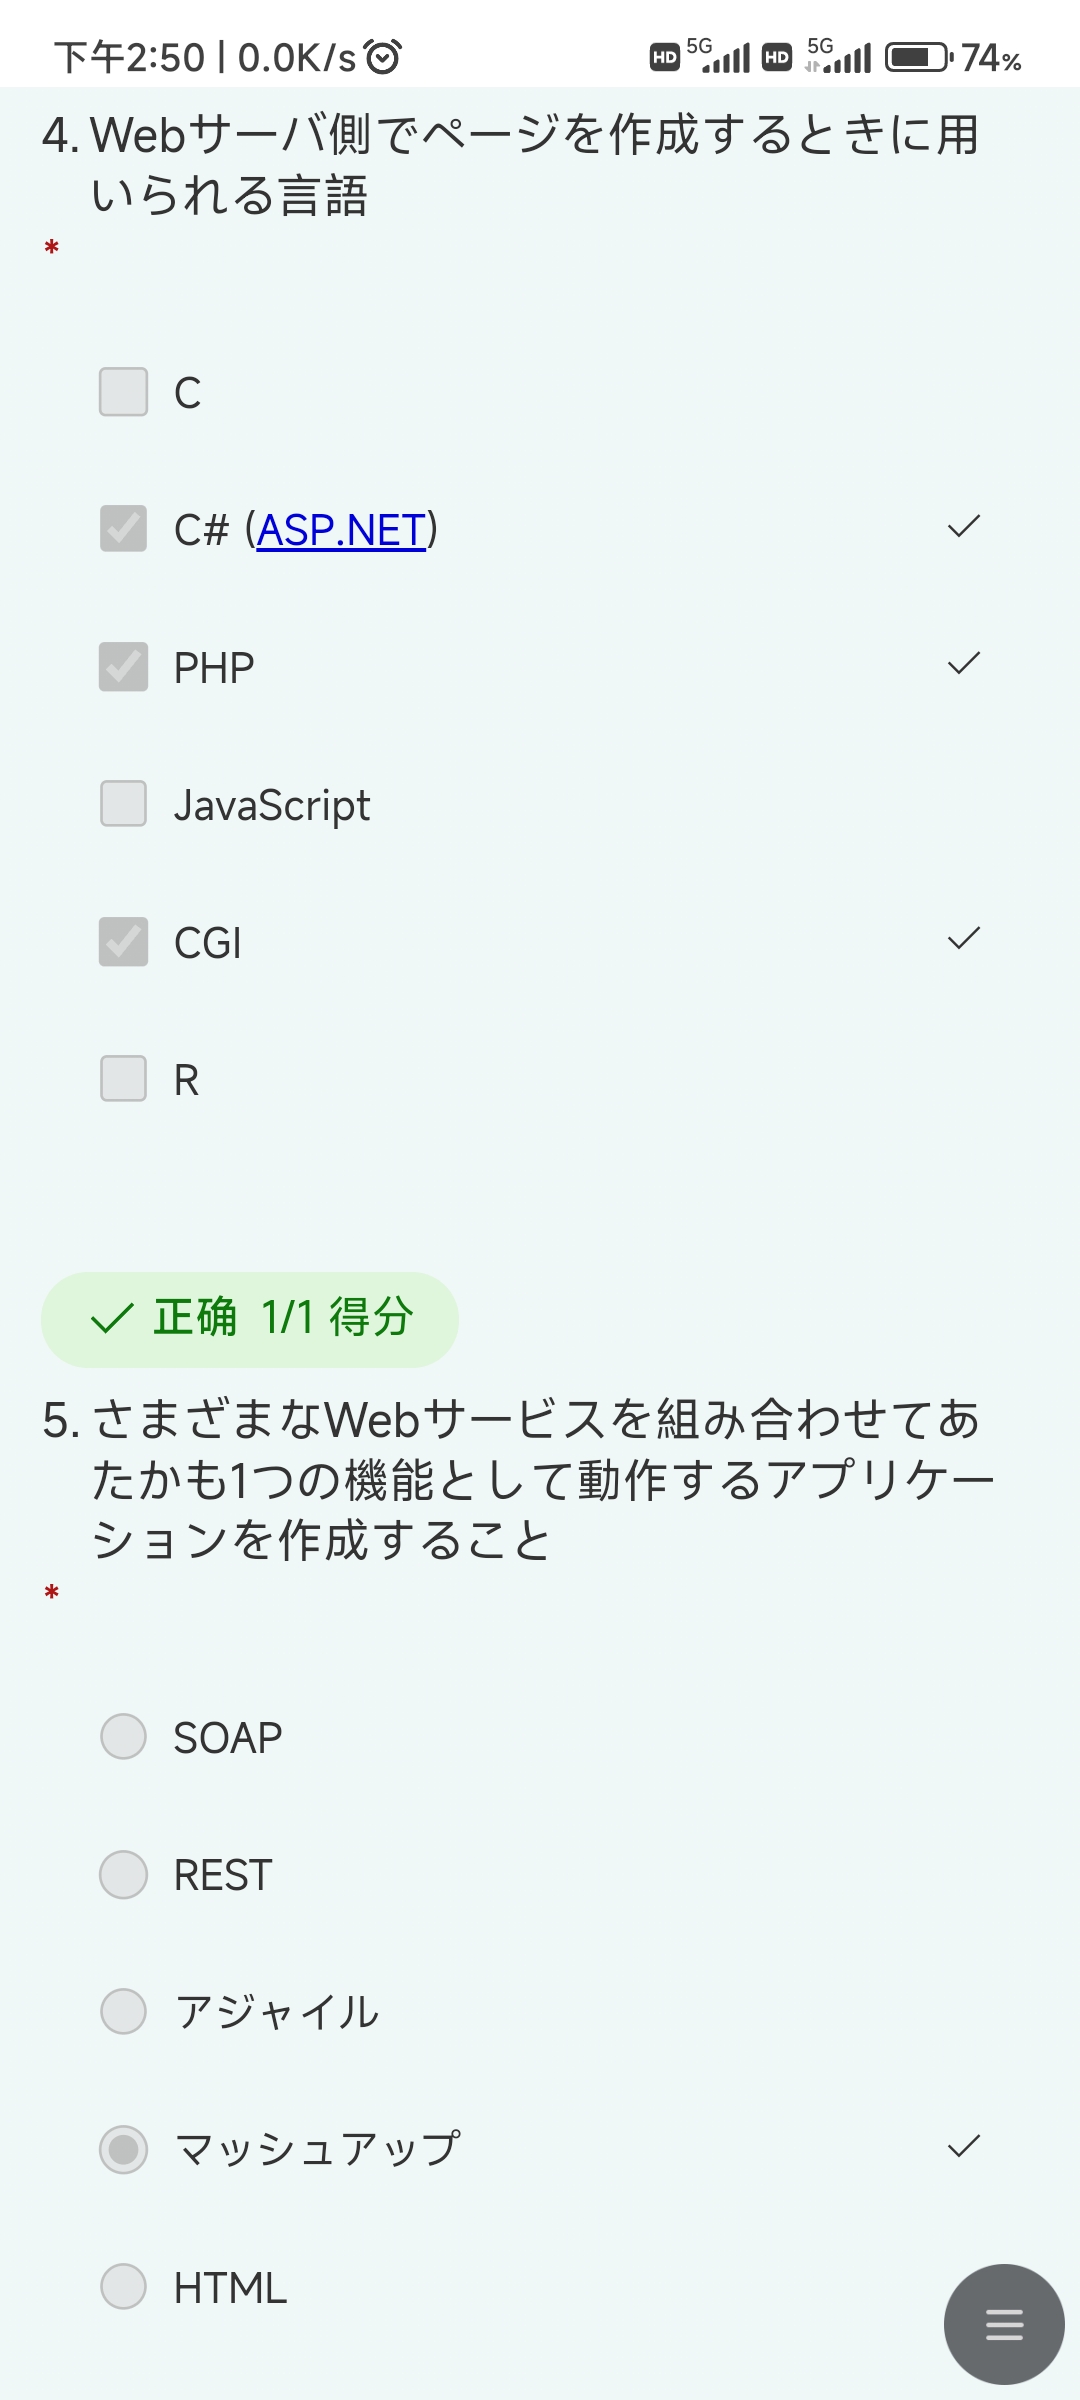 下午2:50 | 0.0K/s
HD 5G HD 5G 74%
4. Webサーバ側でページを作成するときに用
いられる言語
*
C
C# (ASP.NET)
PHP
JavaScript
CGI
R
正确 1/1 得分
5. さまざまなWebサービスを組み合わせてあ
たかも1つの機能として動作するアプリケー
ションを作成すること
*
SOAP
REST
アジャイル
マッシュアップ
HTML